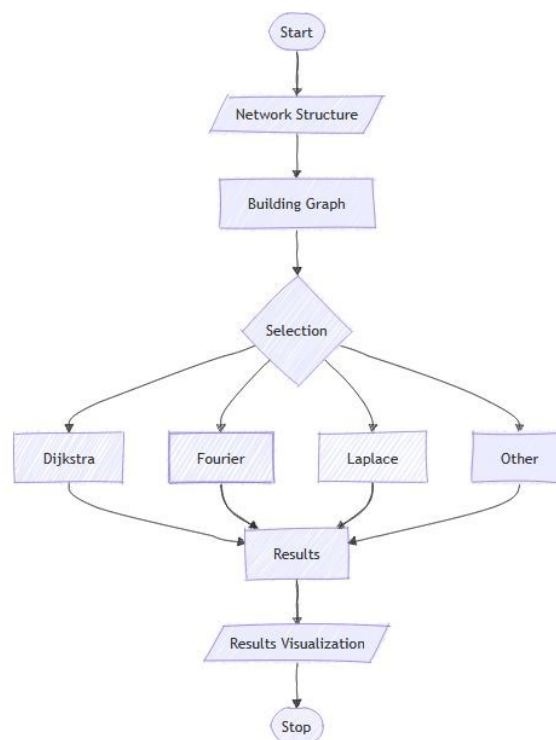 Start
Network Structure
Building Graph
Selection
Dijkstra
Fourier
Laplace
Other
Results
Results Visualization
Stop